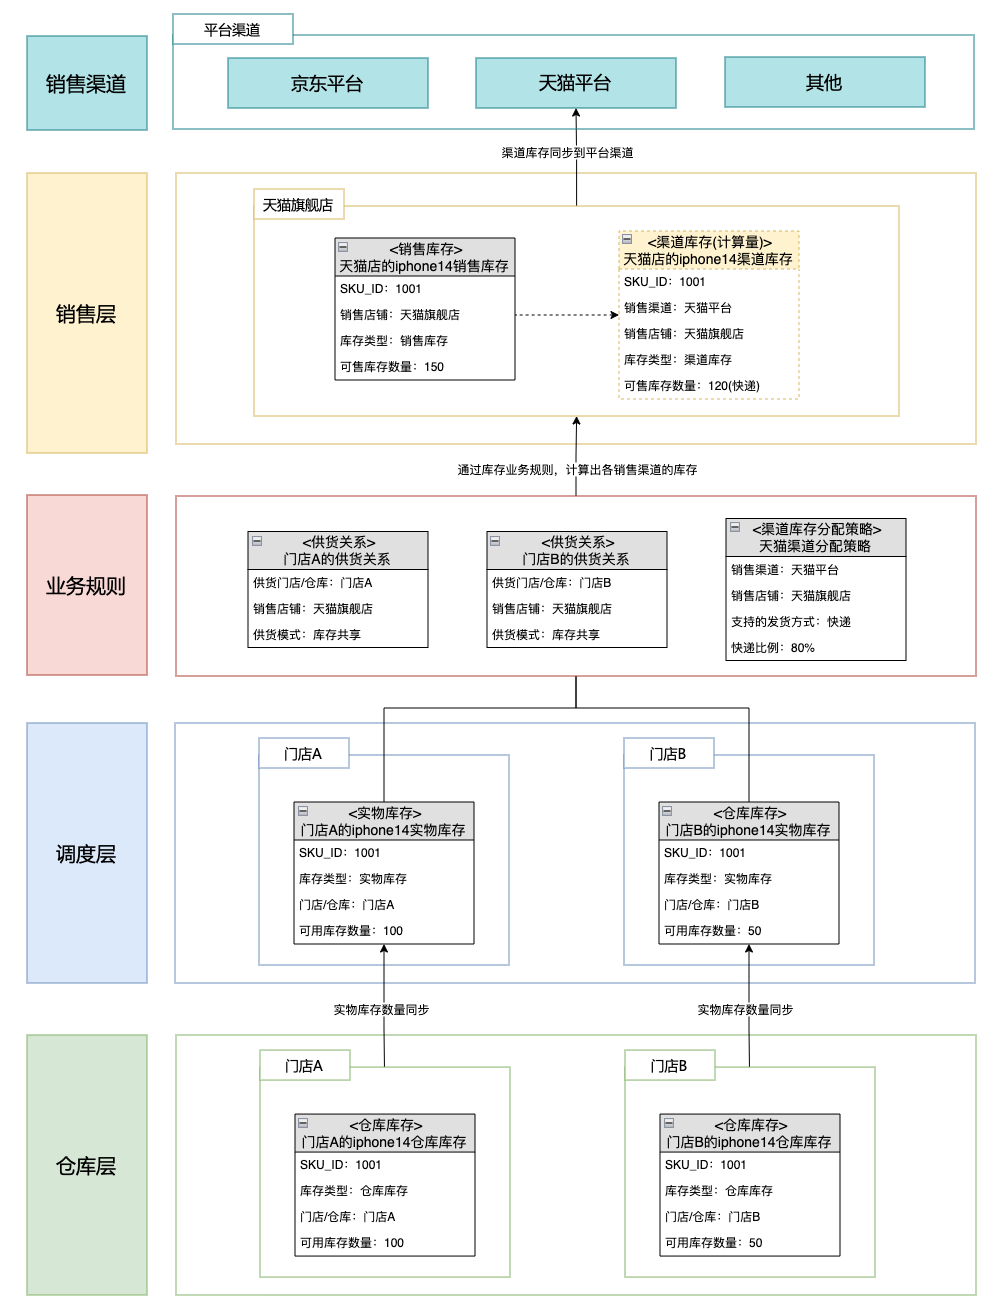 平台渠道
销售渠道
京东平台
天猫平台
其他
渠道库存同步到平台渠道
销售层
天猫旗舰店
<销售库存>
天猫店的iphone14销售库存
SKU_ID：1001
销售店铺：天猫旗舰店
库存类型：销售库存
可售库存数量：150
<渠道库存(计算量)>
天猫店的iphone14渠道库存
SKU_ID：1001
销售渠道：天猫平台
销售店铺：天猫旗舰店
库存类型：渠道库存
可售库存数量：120(快递)
通过库存业务规则，计算出各销售渠道的库存
业务规则
<供货关系>
门店A的供货关系
供货门店/仓库：门店A
销售店铺：天猫旗舰店
供货模式：库存共享
<供货关系>
门店B的供货关系
供货门店/仓库：门店B
销售店铺：天猫旗舰店
供货模式：库存共享
<渠道库存分配策略>
天猫渠道分配策略
销售渠道：天猫平台
销售店铺：天猫旗舰店
支持的发货方式：快递
快递比例：80%
调度层
门店A
<实物库存>
门店A的iphone14实物库存
SKU_ID：1001
库存类型：实物库存
门店/仓库：门店A
可用库存数量：100
门店B
<仓库库存>
门店B的iphone14实物库存
SKU_ID：1001
库存类型：实物库存
门店/仓库：门店B
可用库存数量：50
实物库存数量同步
实物库存数量同步
仓库层
门店A
<仓库库存>
门店A的iphone14仓库库存
SKU_ID：1001
库存类型：仓库库存
门店/仓库：门店A
可用库存数量：100
门店B
<仓库库存>
门店B的iphone14仓库库存
SKU_ID：1001
库存类型：仓库库存
门店/仓库：门店B
可用库存数量：50